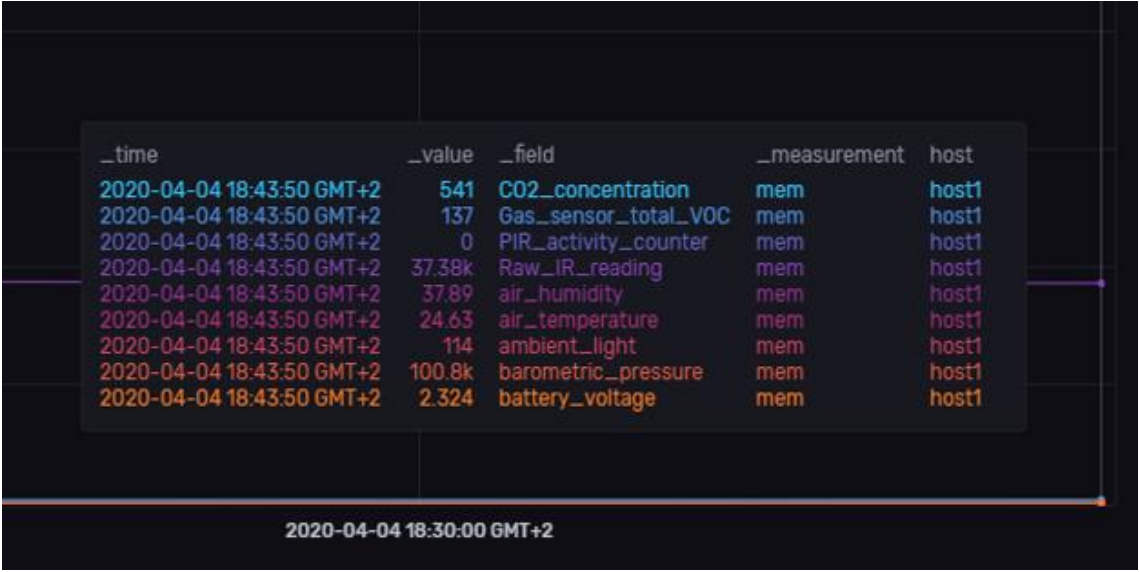 _time _value _field _measurement host
2020-04-04 18:43:50 GMT+2 541 CO2_concentration mem host1
2020-04-04 18:43:50 GMT+2 137 Gas_sensor_total_VOC mem host1
2020-04-04 18:43:50 GMT+2 0 PIR_activity_counter mem host1
2020-04-04 18:43:50 GMT+2 37.38k Raw_IR_reading mem host1
2020-04-04 18:43:50 GMT+2 37.89 air_humidity mem host1
2020-04-04 18:43:50 GMT+2 24.63 air_temperature mem host1
2020-04-04 18:43:50 GMT+2 114 ambient_light mem host1
2020-04-04 18:43:50 GMT+2 100.8k barometric_pressure mem host1
2020-04-04 18:43:50 GMT+2 2.324 battery_voltage mem host1
2020-04-04 18:30:00 GMT+2